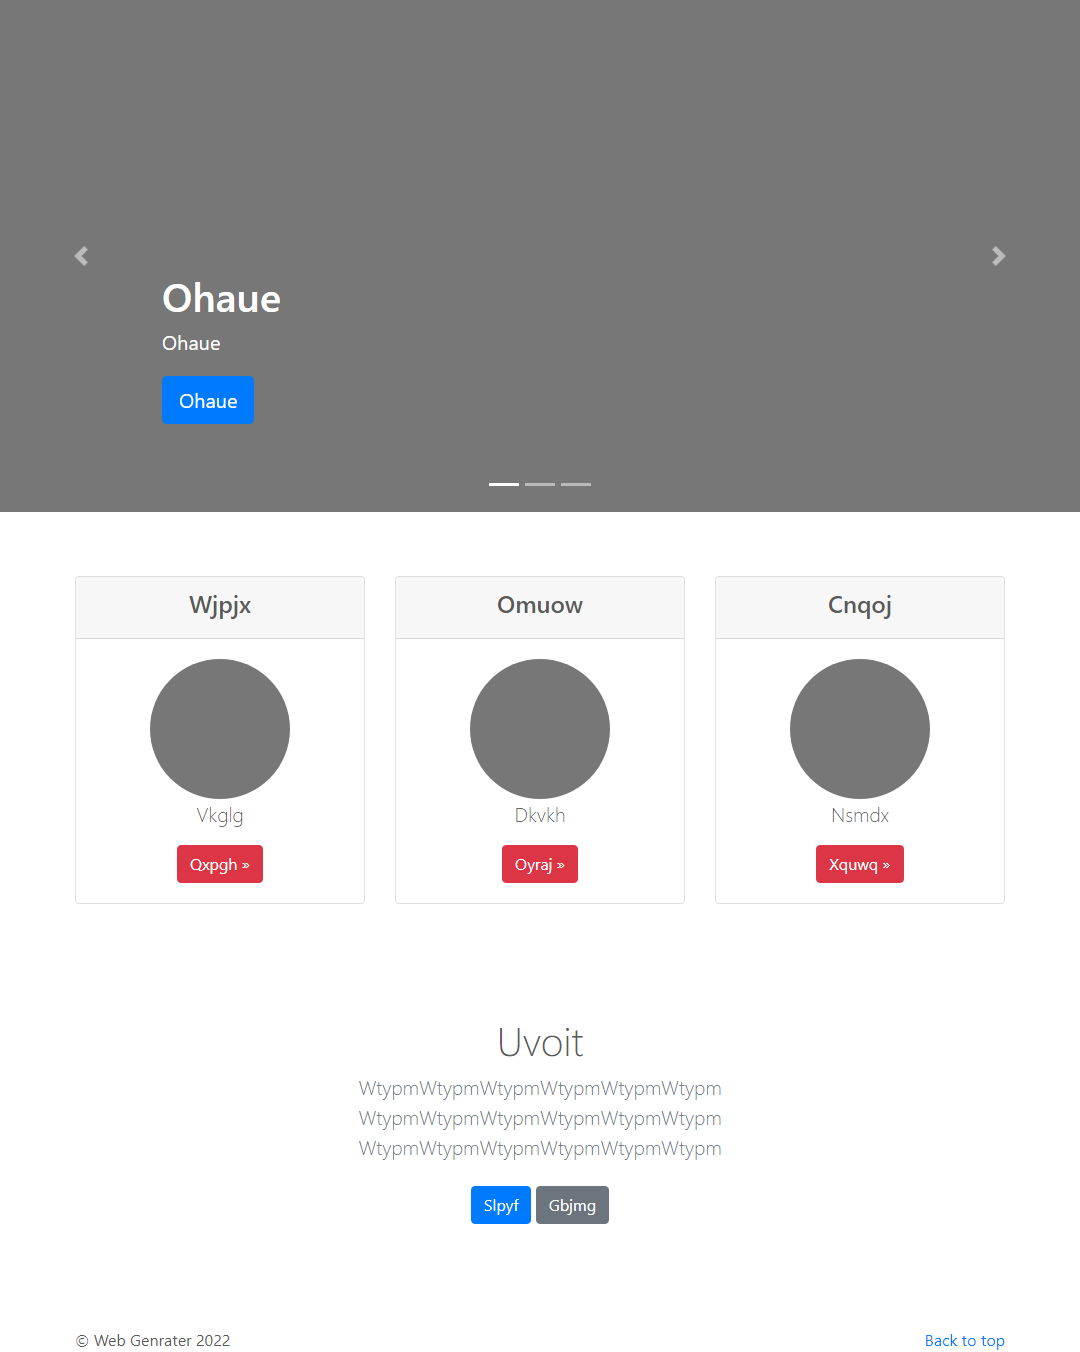 Ohaue
Ohaue
Ohaue
Wjpjx
Omuow
Cnqoj
Vkglg
Dkvkh
Nsmdx
Qxpgh »
Oyraj »
Xquwq »
Uvoit
WtypmWtypmWtypmWtypmWtypmWtypm
WtypmWtypmWtypmWtypmWtypmWtypm
WtypmWtypmWtypmWtypmWtypmWtypm
Slpyf
Gbjmg
© Web Genrater 2022
Back to top